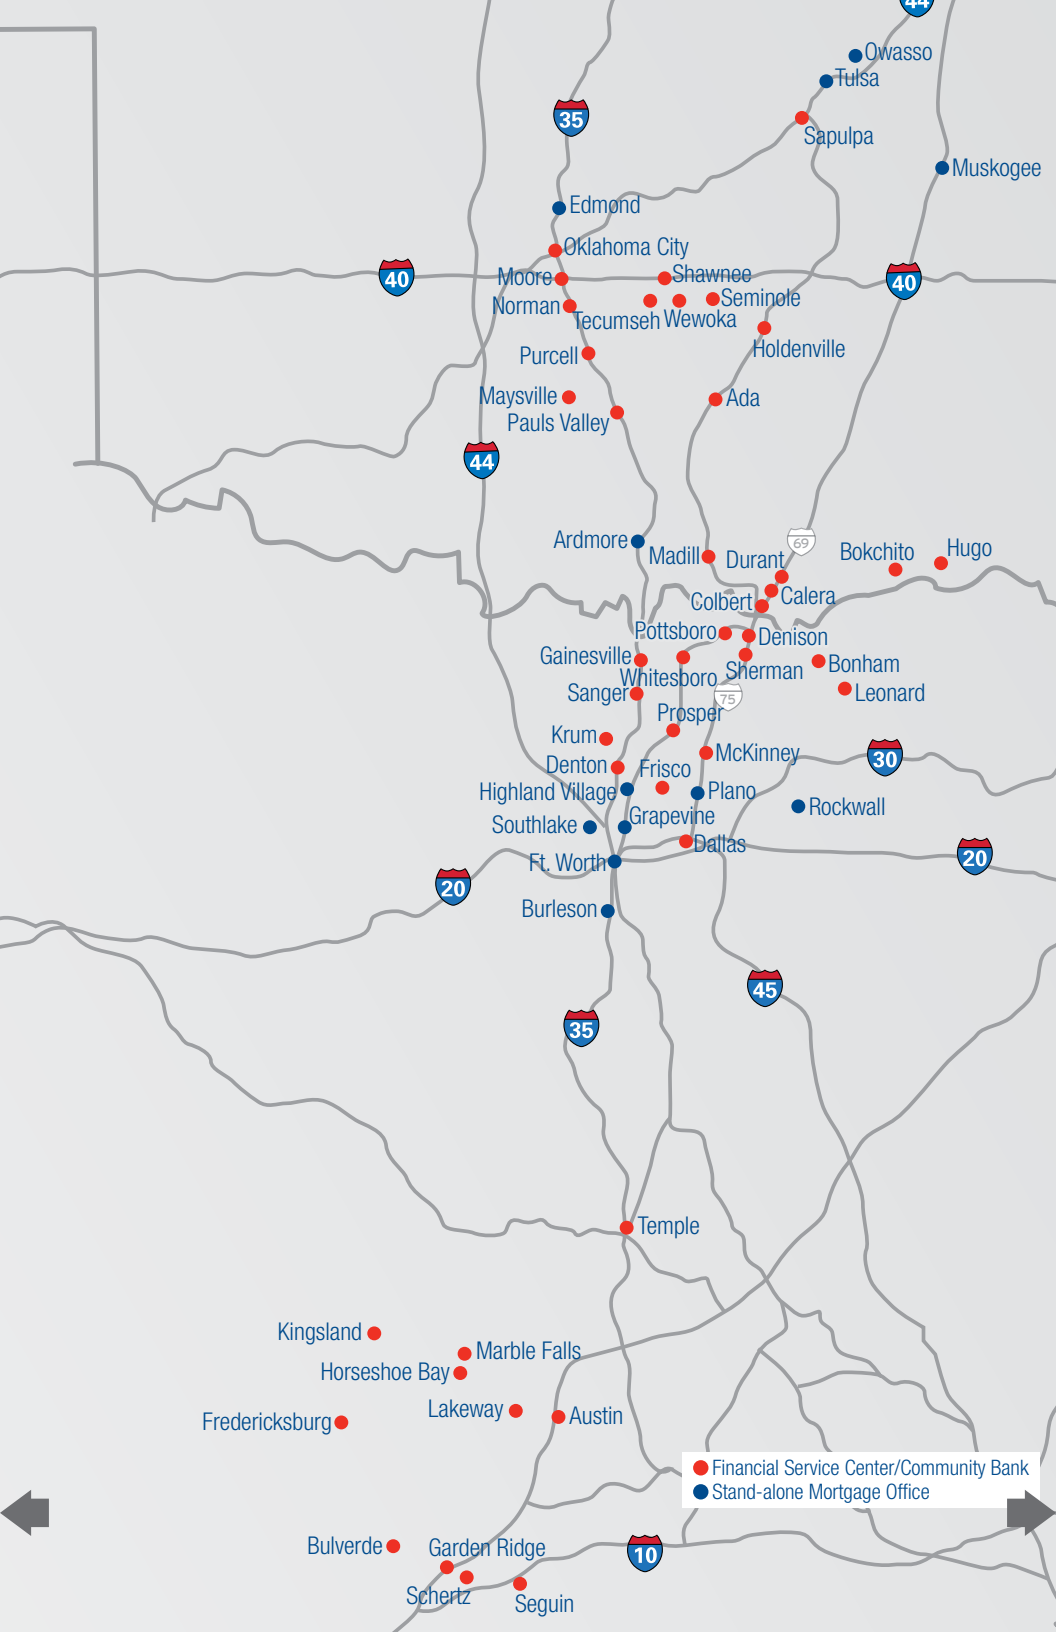 44
Owasso
Tulsa
35
Sapulpa
Muskogee
Edmond
Oklahoma City
40
Moore
Shawnee
40
Norman
Tecumseh
Wewoka
Seminole
Purcell
Holdenville
Maysville
Ada
Pauls Valley
44
Ardmore
Madill
Durant
69
Bokchito
Hugo
Colbert
Calera
Pottsboro
Denison
Gainesville
Whitesboro
Sherman
Bonham
Sanger
75
Leonard
Prosper
Krum
McKinney
30
Denton
Frisco
Highland Village
Plano
Rockwall
Southlake
Grapevine
Dallas
20
Ft. Worth
20
Burleson
45
35
Temple
Kingsland
Marble Falls
Horseshoe Bay
Lakeway
Austin
Fredericksburg
Financial Service Center/Community Bank
Stand-alone Mortgage Office
Bulverde
Garden Ridge
10
Schertz
Seguin